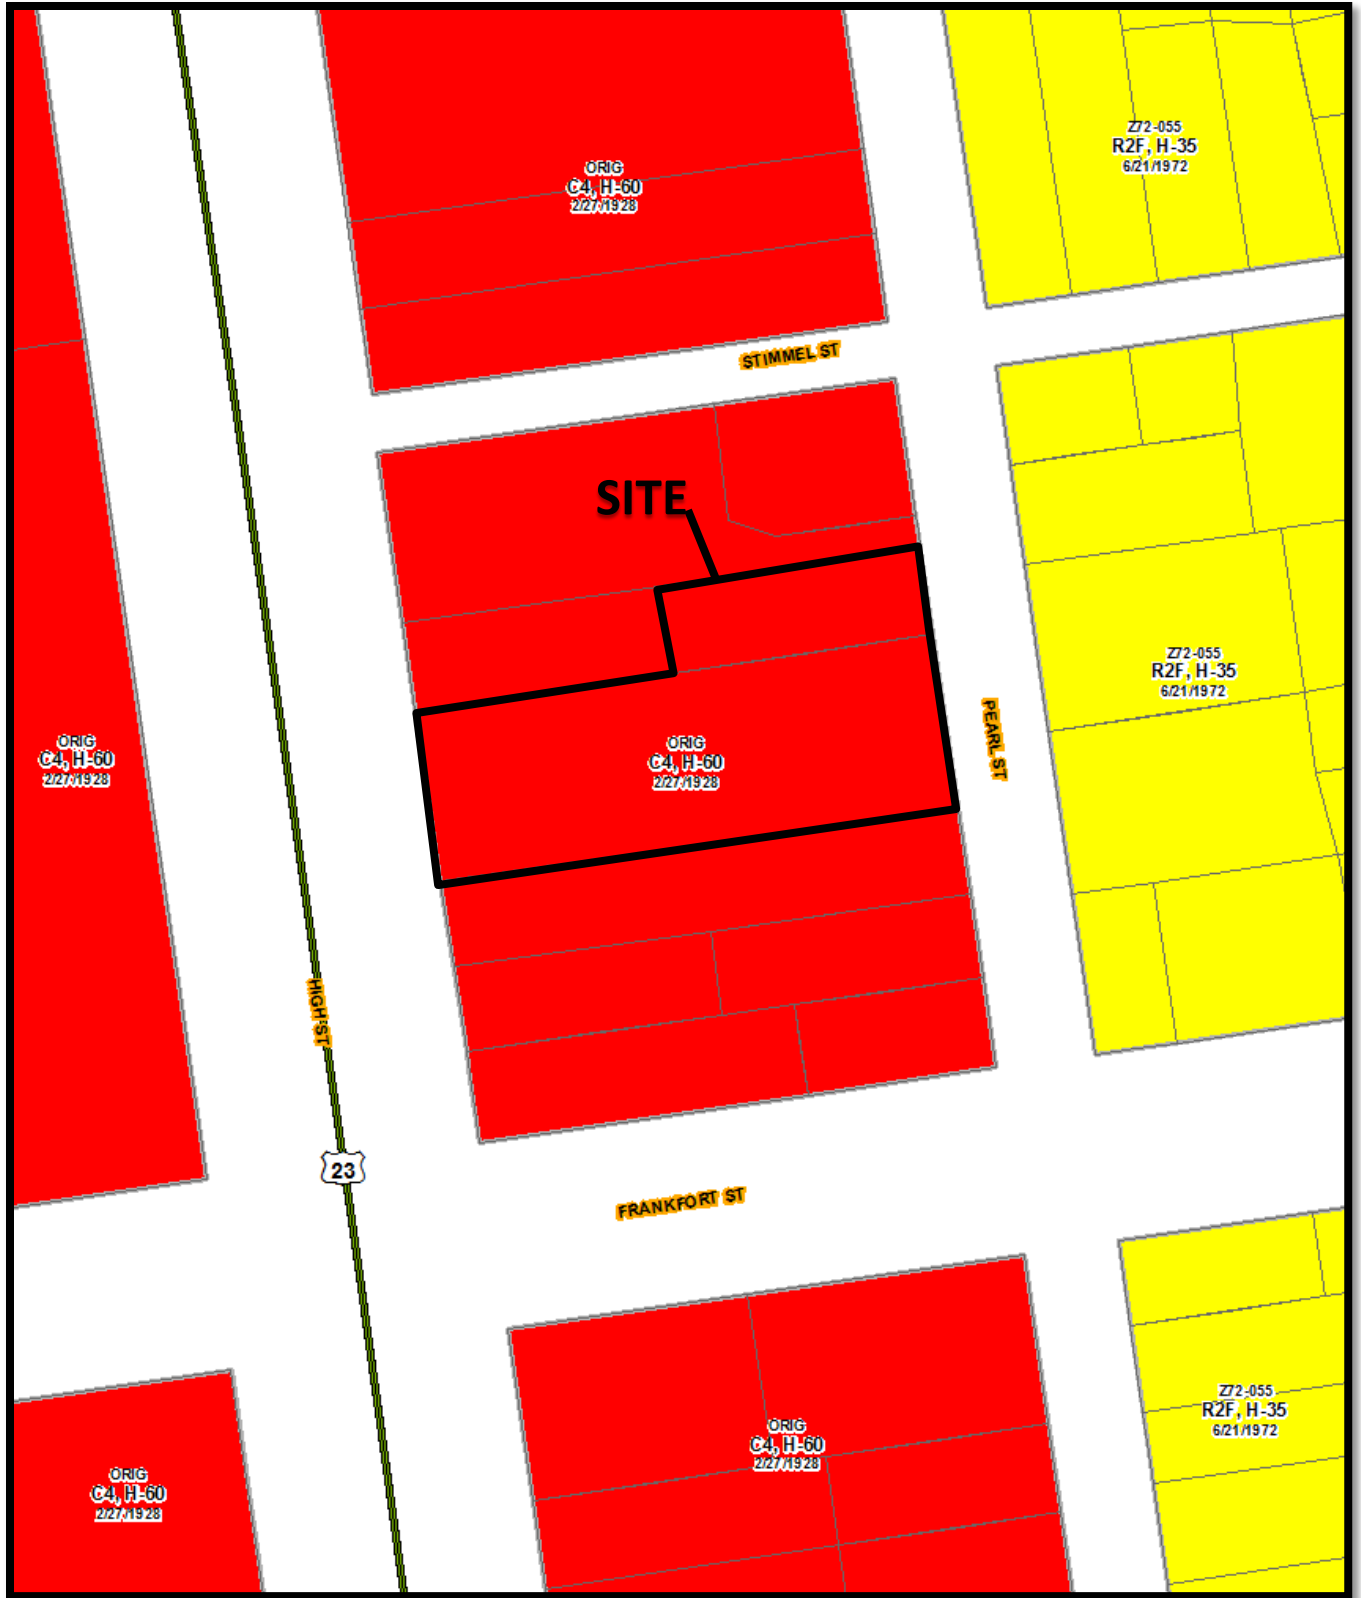 Z72-055
R2F, H-35
6/21/1972
ORIG
C4, H-60
2/27/1928
STIMMEL ST
SITE
Z72-055
R2F, H-35
6/21/1972
PEARL ST
ORIG
C4, H-60
2/27/1928
ORIG
C4, H-60
2/27/1928
HIGH ST
23
FRANKFORT ST
Z72-055
R2F, H-35
6/21/1972
ORIG
C4, H-60
2/27/1928
ORIG
C4, H-60
2/27/1928